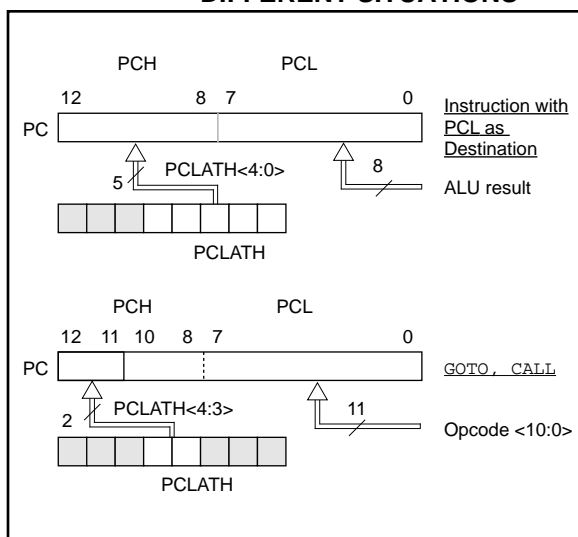 DIFFERENT SITUATIONS
PCH PCL
12 8 7 0
PC
Instruction with
PCL as
Destination
5 PCLATH<4:0> 8
ALU result
PCLATH
PCH PCL
12 11 10 8 7 0
PC
GOTO, CALL
2 PCLATH<4:3> 11
Opcode <10:0>
PCLATH